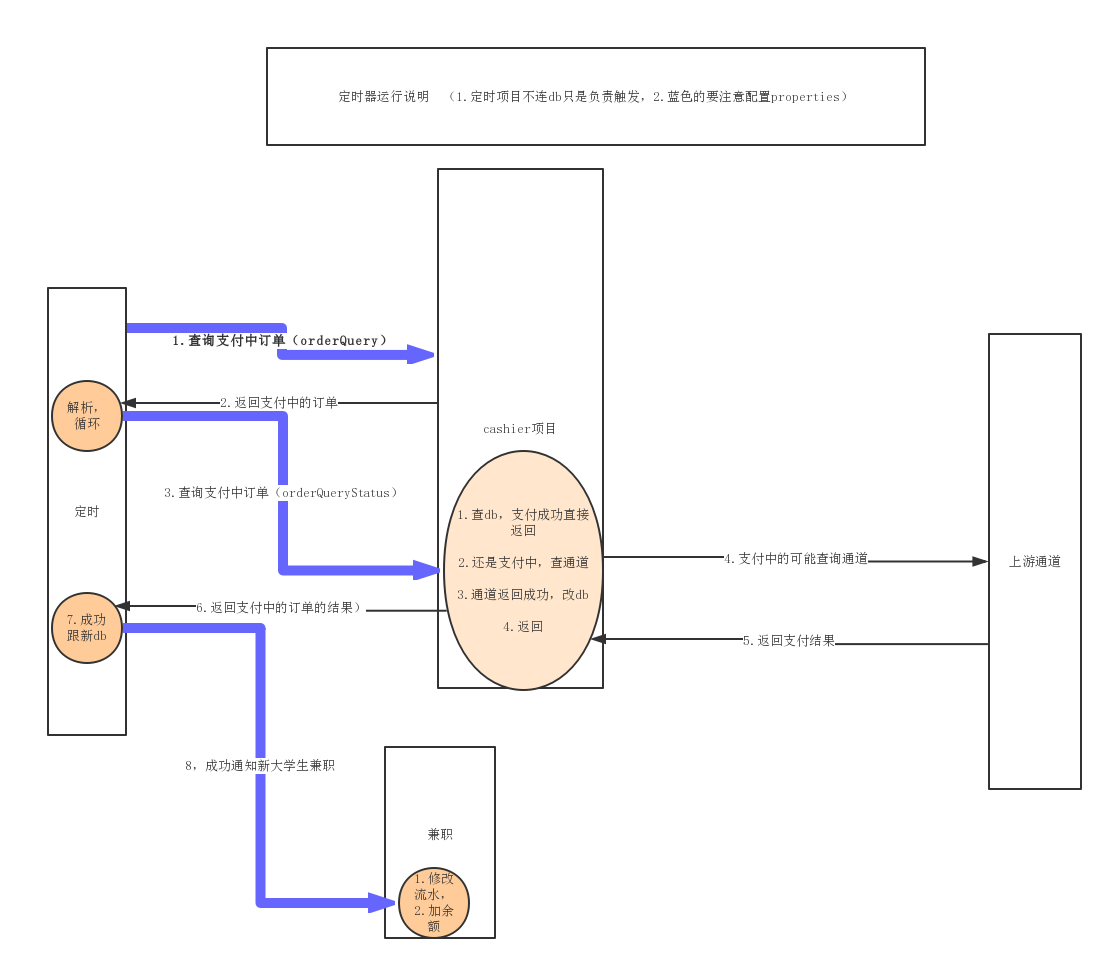 定时器运行说明 （1.定时项目不连db只是负责触发，2.蓝色的要注意配置properties）
1.查询支付中订单（orderQuery）
2.返回支付中的订单
解析，
循环
cashier项目
3.查询支付中订单（orderQueryStatus）
定时
1.查db，支付成功直接
返回
2.还是支付中，查通道
3.通道返回成功，改db
4.返回
4.支付中的可能查询通道
上游通道
6.返回支付中的订单的结果）
7.成功
跟新db
5.返回支付结果
8，成功通知新大学生兼职
兼职
1.修改
流水，
2.加余
额